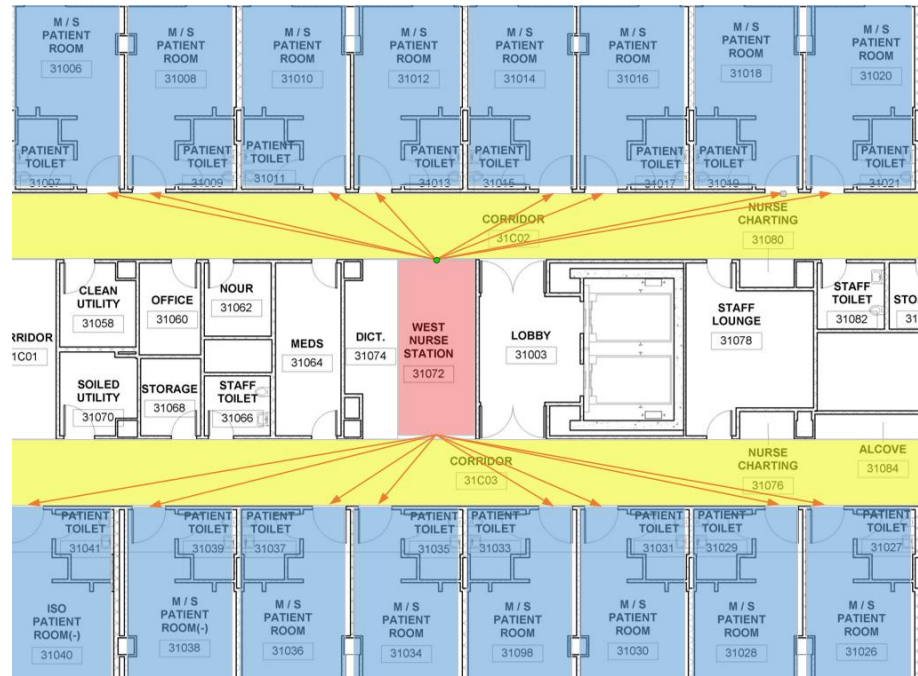 M / S
PATIENT
ROOM
31006
M / S
PATIENT
ROOM
31008
M / S
PATIENT
ROOM
31010
M / S
PATIENT
ROOM
31012
M / S
PATIENT
ROOM
31014
M / S
PATIENT
ROOM
31016
M / S
PATIENT
ROOM
31018
M / S
PATIENT
ROOM
31020
PATIENT
TOILET
31007
PATIENT
TOILET
31009
PATIENT
TOILET
31011
PATIENT
TOILET
31013
PATIENT
TOILET
31015
PATIENT
TOILET
31017
PATIENT
TOILET
31019
PATIENT
TOILET
31021
CORRIDOR
31C02
NURSE
CHARTING
31080
RRIDOR
1C01
CLEAN
UTILITY
31058
OFFICE
31060
NOUR
31062
MEDS
31064
DICT.
31074
WEST
NURSE
STATION
31072
LOBBY
31003
STAFF
LOUNGE
31078
STAFF
TOILET
31082
STO
31
SOILED
UTILITY
31070
STORAGE
31068
STAFF
TOILET
31066
CORRIDOR
31C03
NURSE
CHARTING
31076
ALCOVE
31084
PATIENT
TOILET
31041
PATIENT
TOILET
31039
PATIENT
TOILET
31037
PATIENT
TOILET
31035
PATIENT
TOILET
31033
PATIENT
TOILET
31031
PATIENT
TOILET
31029
PATIENT
TOILET
31027
ISO
PATIENT
ROOM(-)
31040
M / S
PATIENT
ROOM(-)
31038
M / S
PATIENT
ROOM
31036
M / S
PATIENT
ROOM
31034
M / S
PATIENT
ROOM
31098
M / S
PATIENT
ROOM
31030
M / S
PATIENT
ROOM
31028
M / S
PATIENT
ROOM
31026